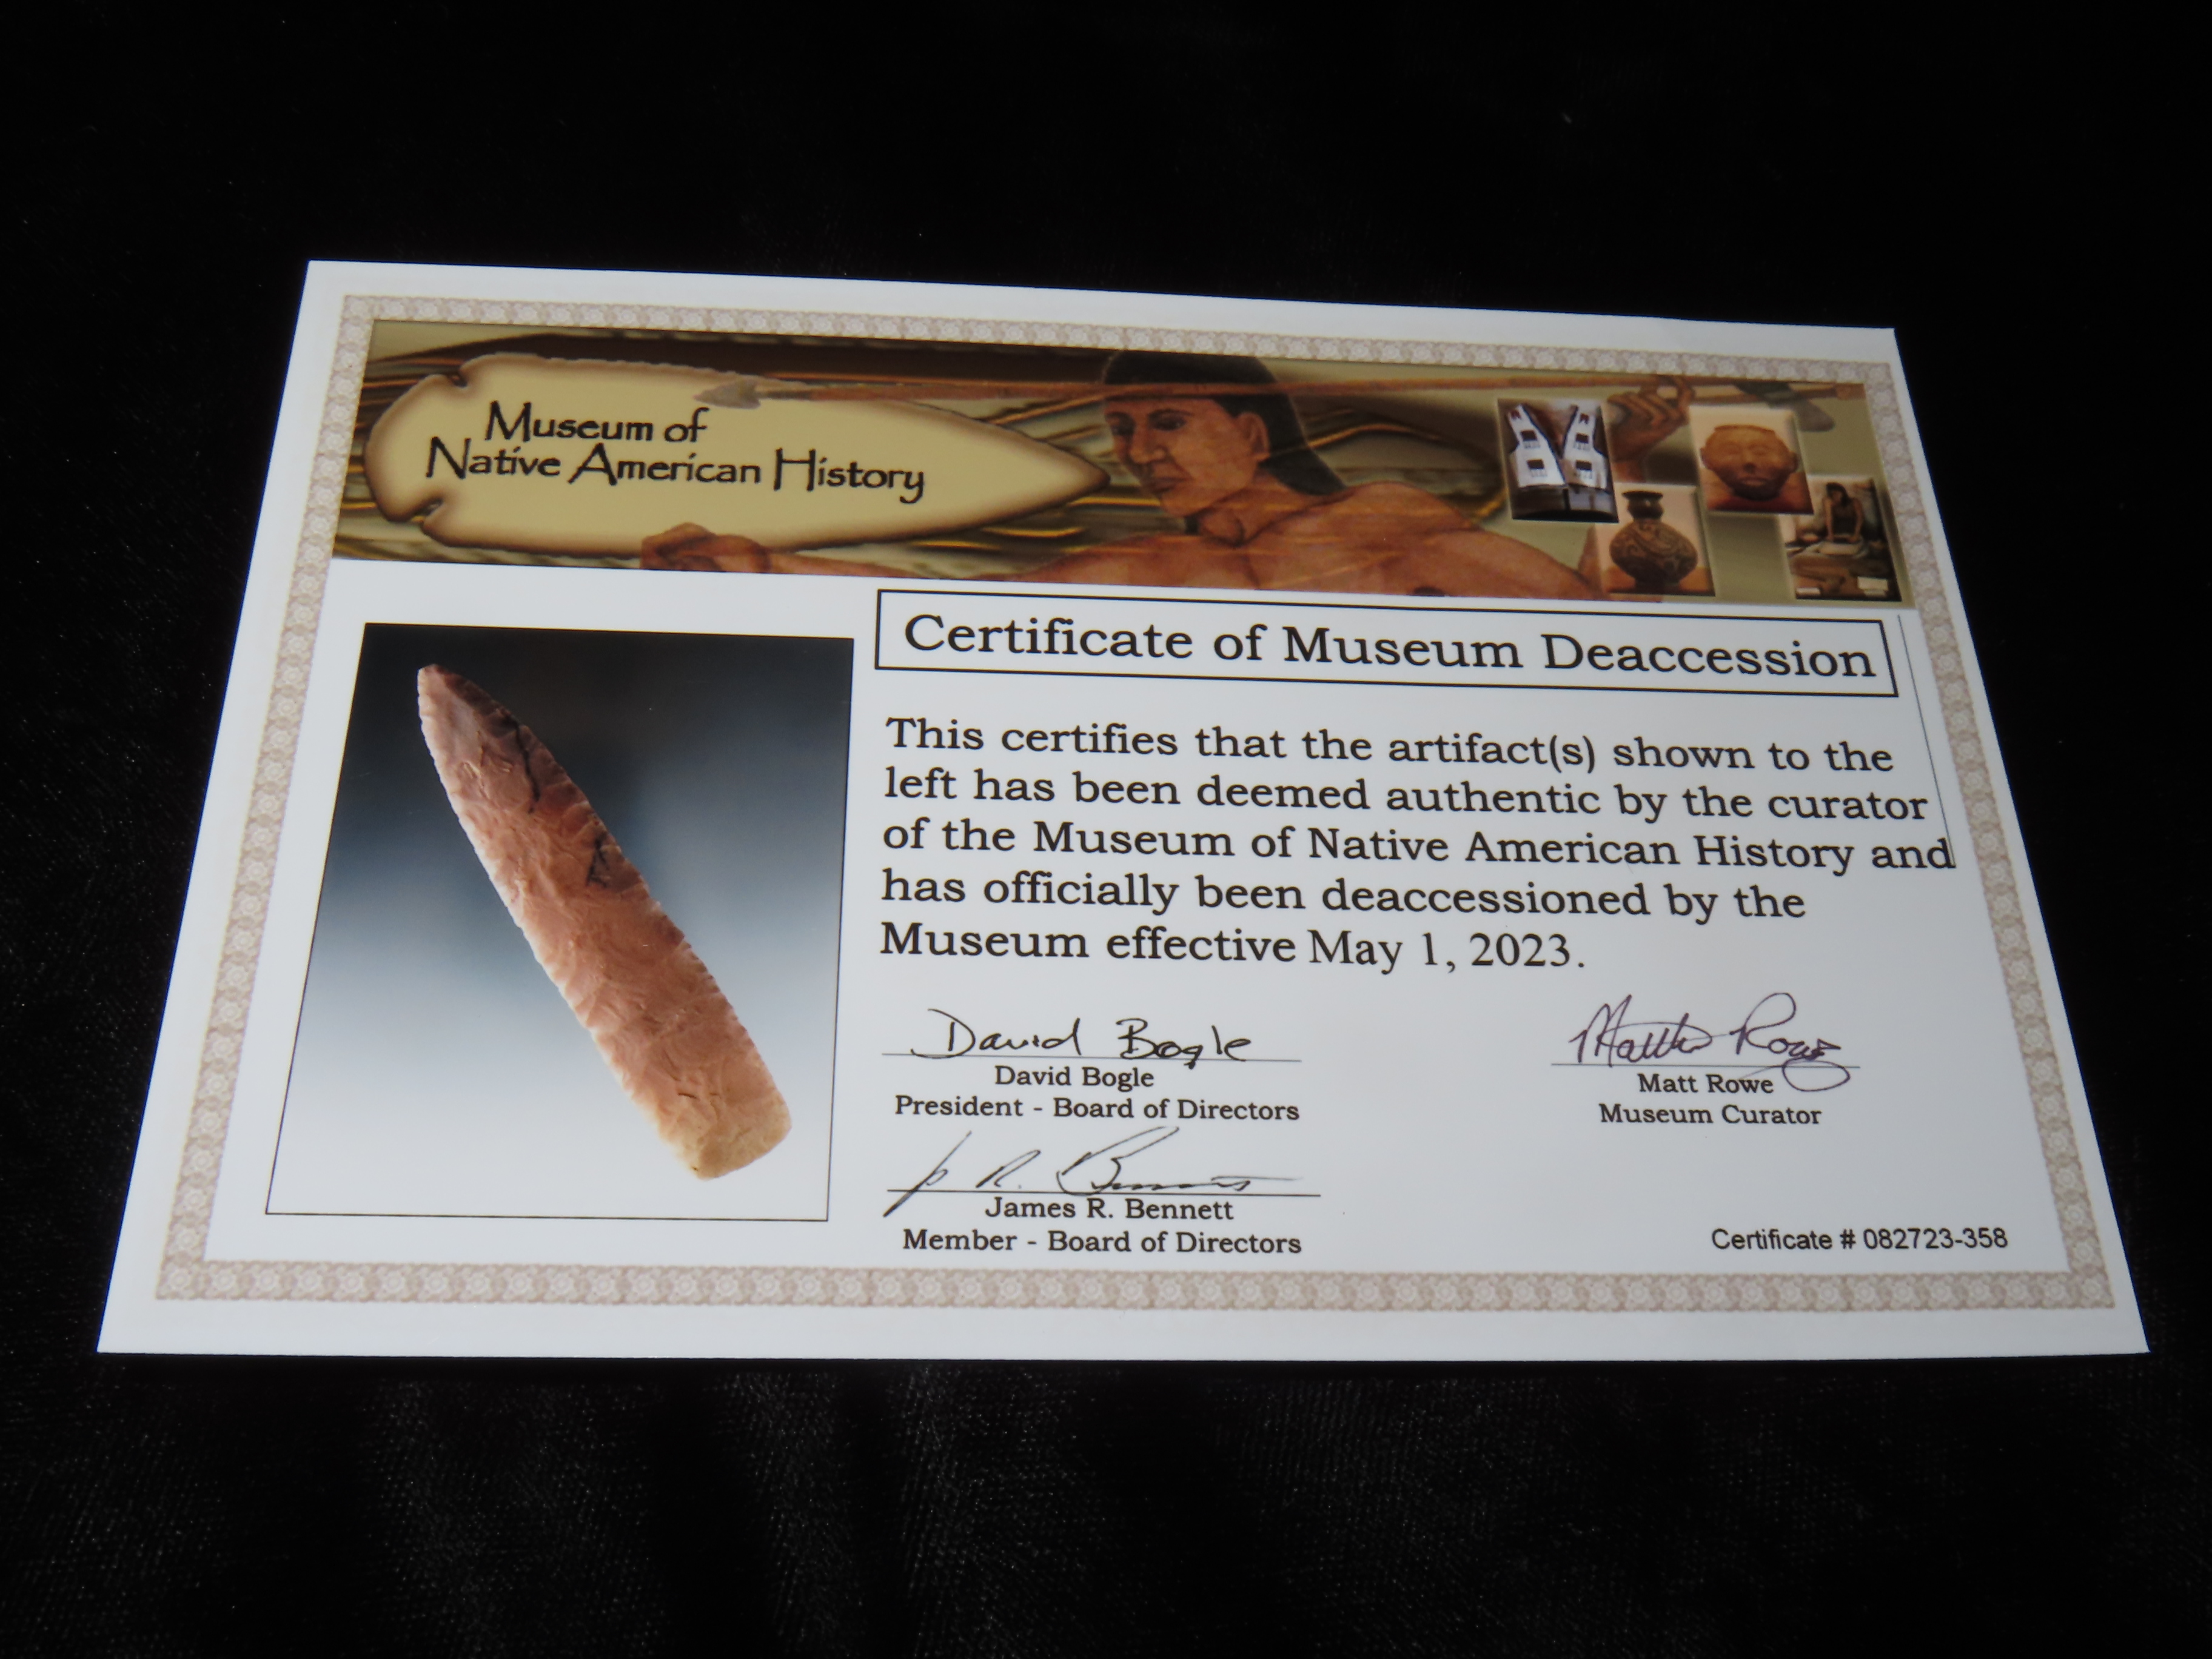 Museum of
Native American History
Certificate of Museum Deaccession
This certifies that the artifact(s) shown to the
left has been deemed authentic by the curator
of the Museum of Native American History and
has officially been deaccessioned by the
Museum effective May 1, 2023.
David Bogle
David Bogle
President - Board of Directors
Matthew Rowe
Matt Rowe
Museum Curator
J R. Bennett
James R. Bennett
Member - Board of Directors
Certificate # 082723-358